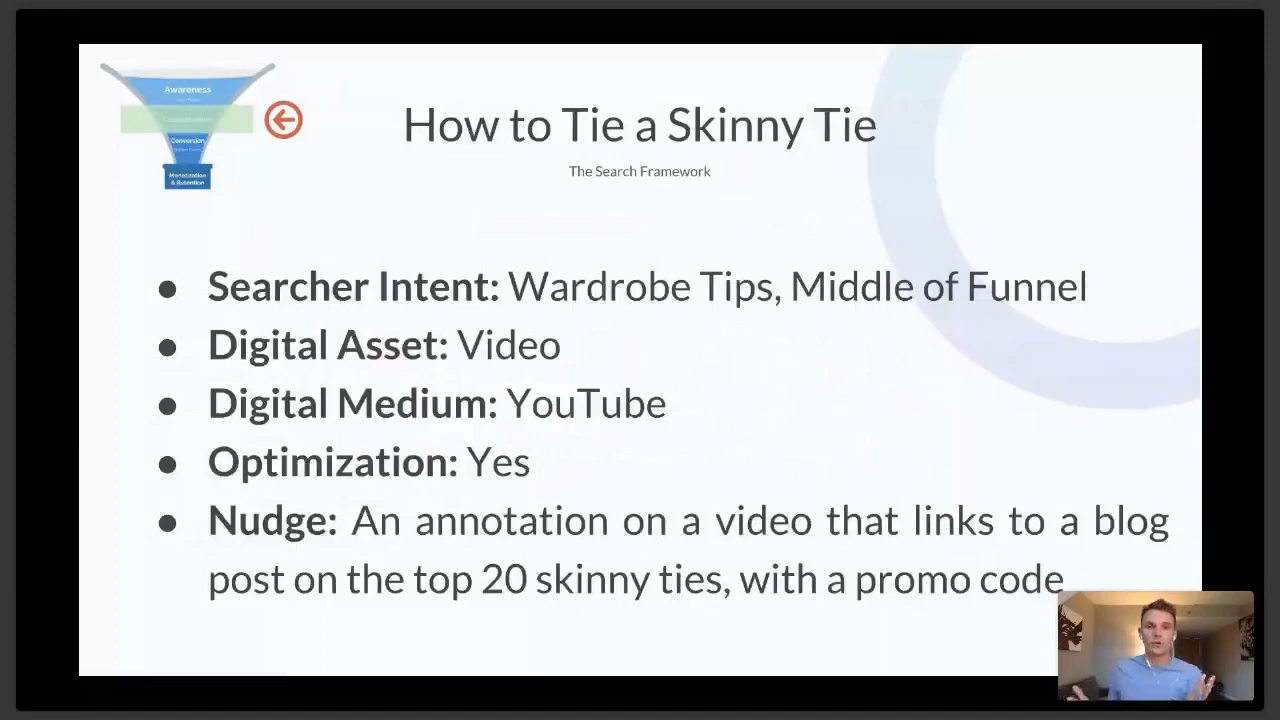 Awareness
Conversion
Monetization
& Retention
How to Tie a Skinny Tie
The Search Framework
● Searcher Intent: Wardrobe Tips, Middle of Funnel
● Digital Asset: Video
● Digital Medium: YouTube
● Optimization: Yes
● Nudge: An annotation on a video that links to a blog
post on the top 20 skinny ties, with a promo code